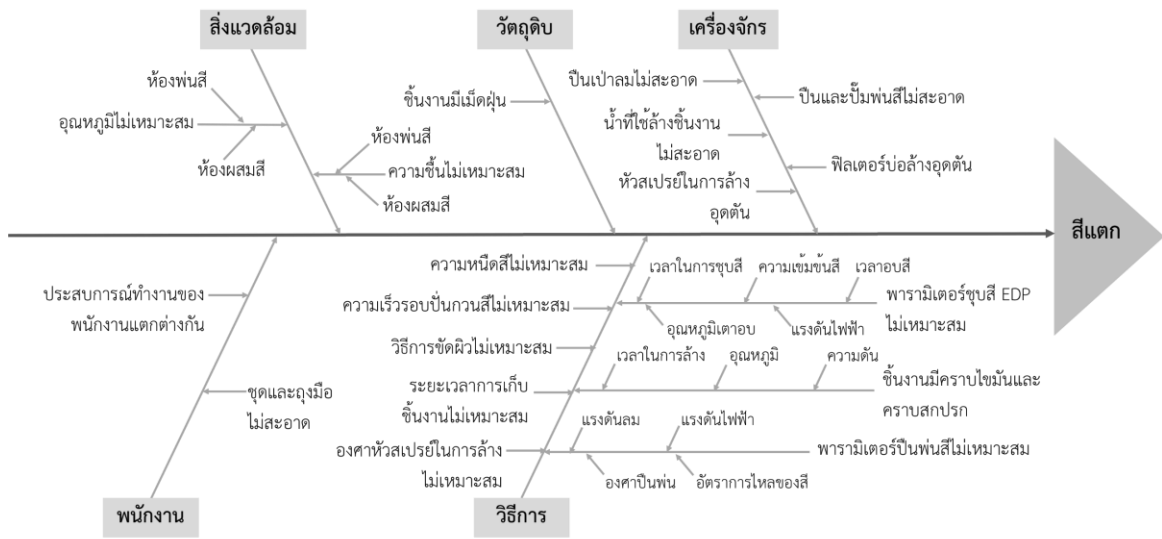 สิ่งแวดล้อม
วัตถุดิบ
เครื่องจักร
ห้องพ่นสี
อุณหภูมิไม่เหมาะสม
ห้องผสมสี
ห้องพ่นสี
ความชื้นไม่เหมาะสม
ห้องผสมสี
ชิ้นงานมีเม็ดฝุ่น
ปืนเป่าลมไม่สะอาด
ปืนและปั๊มพ่นสีไม่สะอาด
น้ำที่ใช้ล้างชิ้นงาน
ไม่สะอาด
ฟิลเตอร์บ่อล้างอุดตัน
หัวสเปรย์ในการล้าง
อุดตัน
สีแตก
ประสบการณ์ทำงานของ
พนักงานแตกต่างกัน
ชุดและถุงมือ
ไม่สะอาด
ความหนืดสีไม่เหมาะสม
ความเร็วรอบปั่นกวนสีไม่เหมาะสม
วิธีการขัดผิวไม่เหมาะสม
ระยะเวลาการเก็บ
ชิ้นงานไม่เหมาะสม
องศาหัวสเปรย์ในการล้าง
ไม่เหมาะสม
เวลาในการชุบสี
ความเข้มข้นสี
เวลาอบสี
พารามิเตอร์ชุบสี EDP
ไม่เหมาะสม
อุณหภูมิเตาอบ
แรงดันไฟฟ้า
เวลาในการล้าง
อุณหภูมิ
ความดัน
ชิ้นงานมีคราบไขมันและ
คราบสกปรก
แรงดันลม
แรงดันไฟฟ้า
พารามิเตอร์ปืนพ่นสีไม่เหมาะสม
องศาปืนพ่น
อัตราการไหลของสี
พนักงาน
วิธีการ